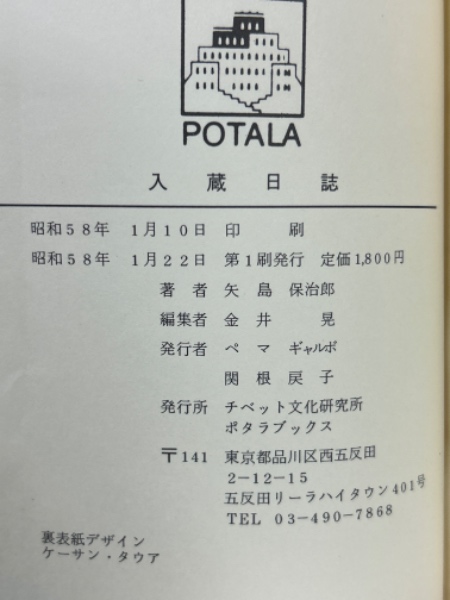 POTALA
入蔵日誌
昭和58年 1月10日 印 刷
昭和58年 1月22日 第1刷発行 定価1,800円
著 者 矢 島 保治郎
編集者 金 井 晃
発行者 ペ マ ギャルポ
関 根 戻 子
発行所 チベット文化研究所
ポタラブックス
〒141 東京都品川区西五反田
2-12-15
五反田リーラハイタウン401号
TEL 03-490-7868
裏表紙デザイン
ケーサン・タウア